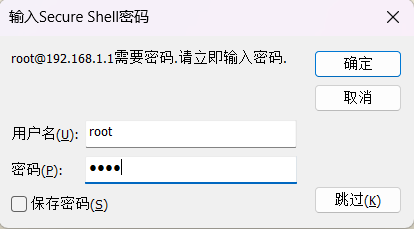 输入Secure Shell密码
root@192.168.1.1需要密码.请立即输入密码.
确定
取消
用户名(U): root
密码(P): ●●●●
保存密码(S)
跳过(K)